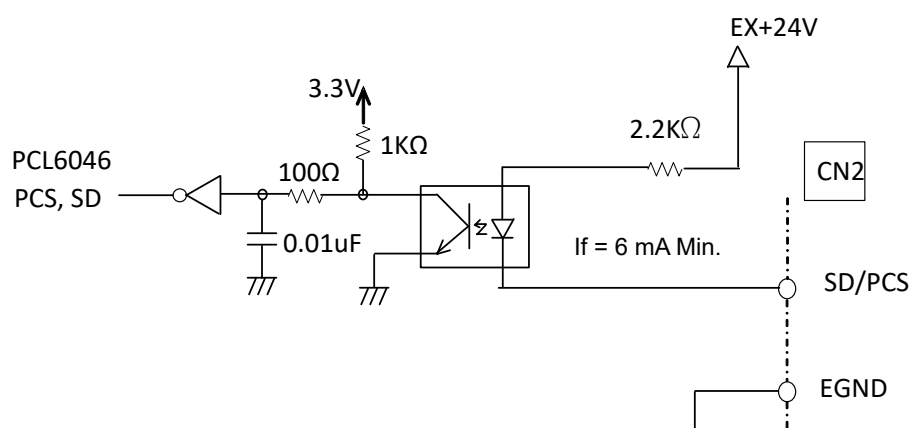 EX+24V
3.3V
1KΩ
2.2KΩ
PCL6046
PCS, SD
100Ω
CN2
0.01uF
If = 6 mA Min.
SD/PCS
EGND